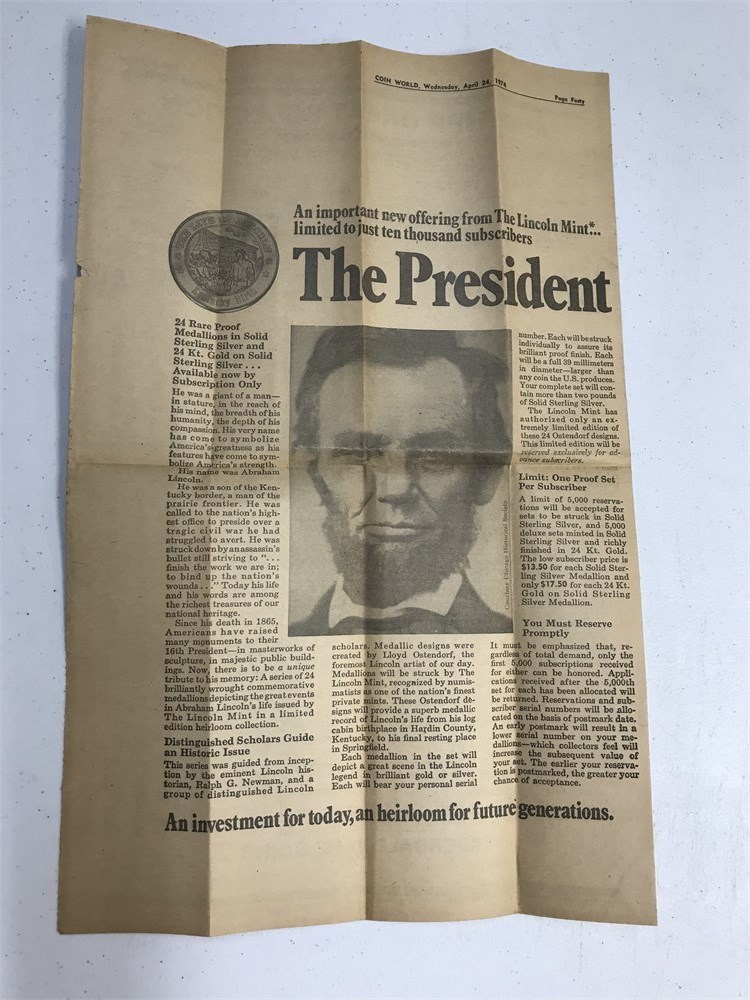 COIN WORLD, Wednesday, April 24, 1974
Page Forty
An important new offering from The Lincoln Mint*...
limited to just ten thousand subscribers
The President
24 Rare Proof
Medallions in Solid
Sterling Silver and
24 Kt. Gold on Solid
Sterling Silver . . .
Available now by
Subscription Only
He was a giant of a man—
in stature, in the reach of
his mind, the breadth of his
humanity, the depth of his
compassion. His very name
has come to symbolize
America's greatness as his
features have come to sym-
bolize America's strength.
His name was Abraham
Lincoln.
He was a son of the Ken-
tucky border, a man of the
prairie frontier. He was
called to the nation's high-
est office to preside over a
tragic civil war he had
struggled to avert. He was
struck down by an assassin's
bullet still striving to ". . .
finish the work we are in;
to bind up the nation's
wounds . . ." Today his life
and his words are among
the richest treasures of our
national heritage.
Since his death in 1865,
Americans have raised
many monuments to their
16th President—in masterworks of
sculpture, in majestic public build-
ings. Now, there is to be a unique
tribute to his memory: A series of 24
brilliantly wrought commemorative
medallions depicting the great events
in Abraham Lincoln's life issued by
The Lincoln Mint in a limited
edition heirloom collection.
Distinguished Scholars Guide
an Historic Issue
This series was guided from incep-
tion by the eminent Lincoln his-
torian, Ralph G. Newman, and a
group of distinguished Lincoln
Courtesy Chicago Historical Society
scholars. Medallic designs were
created by Lloyd Ostendorf, the
foremost Lincoln artist of our day.
Medallions will be struck by The
Lincoln Mint, recognized by numis-
matists as one of the nation's finest
private mints. These Ostendorf de-
signs will provide a superb medallic
record of Lincoln's life from his log
cabin birthplace in Hardin County,
Kentucky, to his final resting place
in Springfield.
Each medallion in the set will
depict a great scene in the Lincoln
legend in brilliant gold or silver.
Each will bear your personal serial
number. Each will be struck
individually to assure its
brilliant proof finish. Each
will be a full 39 millimeters
in diameter—larger than
any coin the U.S. produces.
Your complete set will con-
tain more than two pounds
of Solid Sterling Silver.
The Lincoln Mint has
authorized only an ex-
tremely limited edition of
these 24 Ostendorf designs.
This limited edition will be
reserved exclusively for ad-
vance subscribers.
Limit: One Proof Set
Per Subscriber
A limit of 5,000 reserva-
tions will be accepted for
sets to be struck in Solid
Sterling Silver, and 5,000
deluxe sets minted in Solid
Sterling Silver and richly
finished in 24 Kt. Gold.
The low subscriber price is
$13.50 for each Solid Ster-
ling Silver Medallion and
only $17.50 for each 24 Kt.
Gold on Solid Sterling
Silver Medallion.
You Must Reserve
Promptly
It must be emphasized that, re-
gardless of total demand, only the
first 5,000 subscriptions received
for either can be honored. Appli-
cations received after the 5,000th
set for each has been allocated will
be returned. Reservations and sub-
scriber serial numbers will be allo-
cated on the basis of postmark date.
An early postmark will result in a
lower serial number on your me-
dallions—which collectors feel will
increase the subsequent value of
your set. The earlier your reserva-
tion is postmarked, the greater your
chance of acceptance.
An investment for today, an heirloom for future generations.